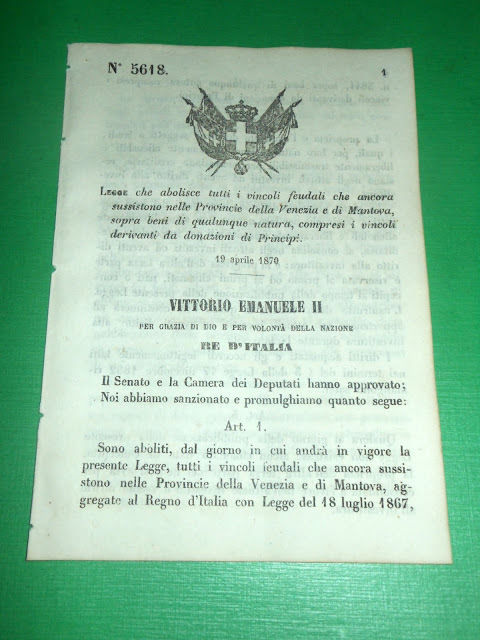 N° 5618.
1
LEGGE che abolisce tutti i vincoli feudali che ancora
sussistono nelle Provincie della Venezia e di Mantova,
sopra beni di qualunque natura, compresi i vincoli
derivanti da donazioni di Principi.
19 aprile 1870
VITTORIO EMANUELE II
PER GRAZIA DI DIO E PER VOLONTÀ DELLA NAZIONE
RE D'ITALIA
Il Senato e la Camera dei Deputati hanno approvato;
Noi abbiamo sanzionato e promulghiamo quanto segue:
Art. 1.
Sono aboliti, dal giorno in cui andrà in vigore la
presente Legge, tutti i vincoli feudali che ancora sussi-
stono nelle Provincie della Venezia e di Mantova, ag-
gregate al Regno d'Italia con Legge del 18 luglio 1867,